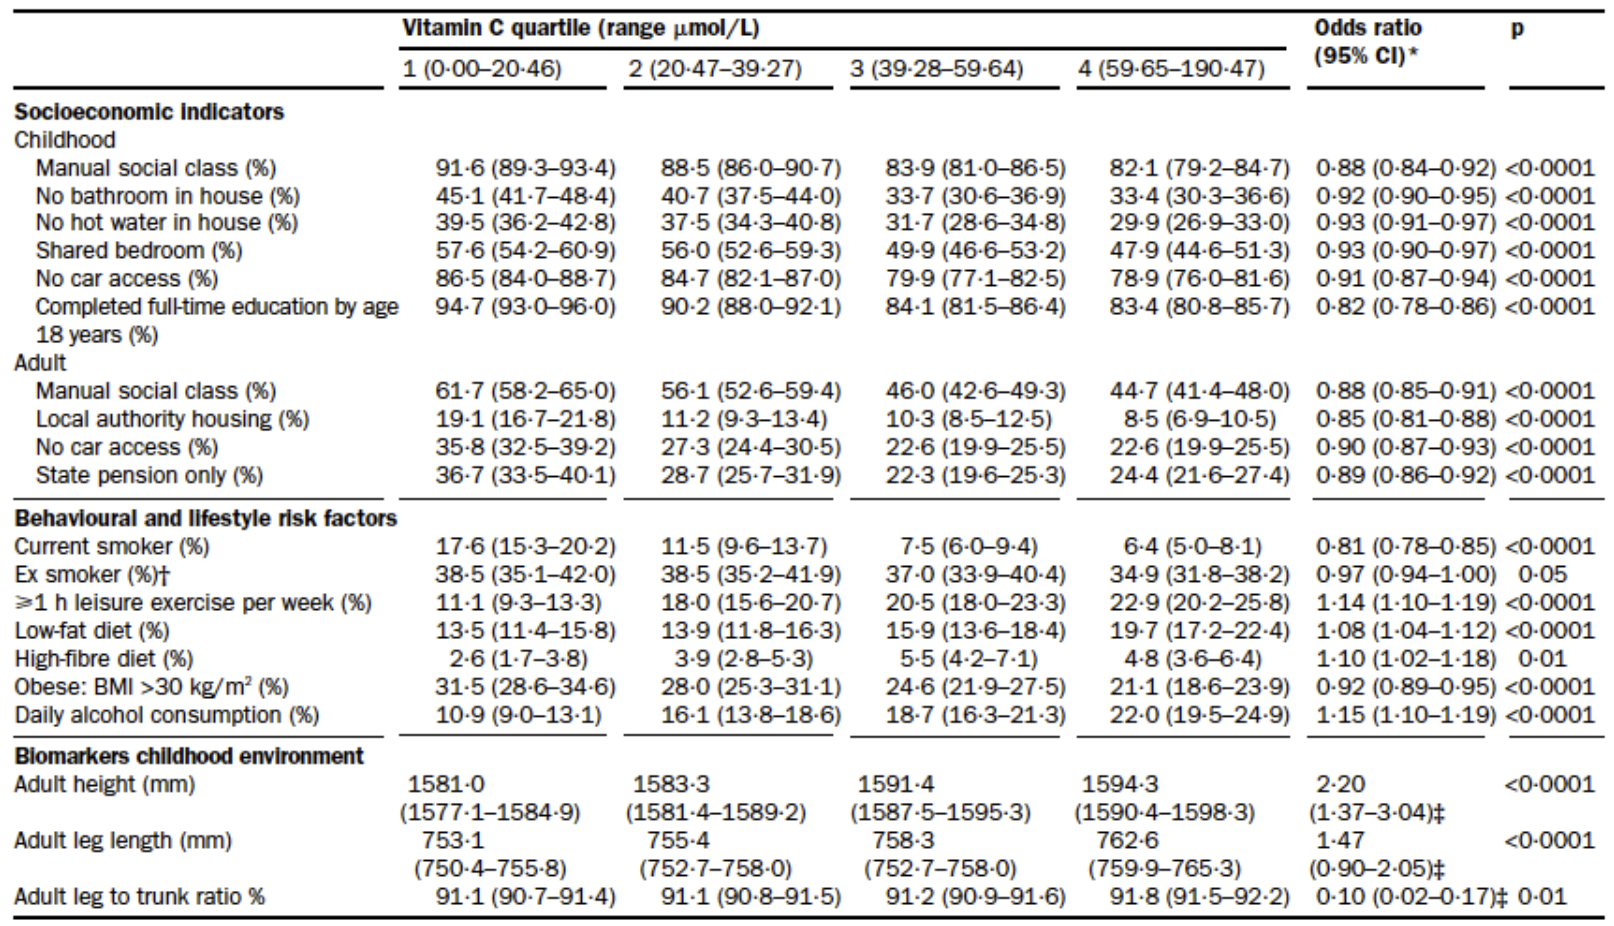 Vitamin C quartile (range μmol/L) Odds ratio p
(95% CI)*
1 (0·00–20·46) 2 (20·47–39·27) 3 (39·28–59·64) 4 (59·65–190·47)
Socioeconomic indicators
Childhood
Manual social class (%) 91·6 (89·3–93·4) 88·5 (86·0–90·7) 83·9 (81·0–86·5) 82·1 (79·2–84·7) 0·88 (0·84–0·92) <0·0001
No bathroom in house (%) 45·1 (41·7–48·4) 40·7 (37·5–44·0) 33·7 (30·6–36·9) 33·4 (30·3–36·6) 0·92 (0·90–0·95) <0·0001
No hot water in house (%) 39·5 (36·2–42·8) 37·5 (34·3–40·8) 31·7 (28·6–34·8) 29·9 (26·9–33·0) 0·93 (0·91–0·97) <0·0001
Shared bedroom (%) 57·6 (54·2–60·9) 56·0 (52·6–59·3) 49·9 (46·6–53·2) 47·9 (44·6–51·3) 0·93 (0·90–0·97) <0·0001
No car access (%) 86·5 (84·0–88·7) 84·7 (82·1–87·0) 79·9 (77·1–82·5) 78·9 (76·0–81·6) 0·91 (0·87–0·94) <0·0001
Completed full-time education by age 94·7 (93·0–96·0) 90·2 (88·0–92·1) 84·1 (81·5–86·4) 83·4 (80·8–85·7) 0·82 (0·78–0·86) <0·0001
18 years (%)
Adult
Manual social class (%) 61·7 (58·2–65·0) 56·1 (52·6–59·4) 46·0 (42·6–49·3) 44·7 (41·4–48·0) 0·88 (0·85–0·91) <0·0001
Local authority housing (%) 19·1 (16·7–21·8) 11·2 (9·3–13·4) 10·3 (8·5–12·5) 8·5 (6·9–10·5) 0·85 (0·81–0·88) <0·0001
No car access (%) 35·8 (32·5–39·2) 27·3 (24·4–30·5) 22·6 (19·9–25·5) 22·6 (19·9–25·5) 0·90 (0·87–0·93) <0·0001
State pension only (%) 36·7 (33·5–40·1) 28·7 (25·7–31·9) 22·3 (19·6–25·3) 24·4 (21·6–27·4) 0·89 (0·86–0·92) <0·0001
Behavioural and lifestyle risk factors
Current smoker (%) 17·6 (15·3–20·2) 11·5 (9·6–13·7) 7·5 (6·0–9·4) 6·4 (5·0–8·1) 0·81 (0·78–0·85) <0·0001
Ex smoker (%)† 38·5 (35·1–42·0) 38·5 (35·2–41·9) 37·0 (33·9–40·4) 34·9 (31·8–38·2) 0·97 (0·94–1·00) 0·05
⩾1 h leisure exercise per week (%) 11·1 (9·3–13·3) 18·0 (15·6–20·7) 20·5 (18·0–23·3) 22·9 (20·2–25·8) 1·14 (1·10–1·19) <0·0001
Low-fat diet (%) 13·5 (11·4–15·8) 13·9 (11·8–16·3) 15·9 (13·6–18·4) 19·7 (17·2–22·4) 1·08 (1·04–1·12) <0·0001
High-fibre diet (%) 2·6 (1·7–3·8) 3·9 (2·8–5·3) 5·5 (4·2–7·1) 4·8 (3·6–6·4) 1·10 (1·02–1·18) 0·01
Obese: BMI >30 kg/m² (%) 31·5 (28·6–34·6) 28·0 (25·3–31·1) 24·6 (21·9–27·5) 21·1 (18·6–23·9) 0·92 (0·89–0·95) <0·0001
Daily alcohol consumption (%) 10·9 (9·0–13·1) 16·1 (13·8–18·6) 18·7 (16·3–21·3) 22·0 (19·5–24·9) 1·15 (1·10–1·19) <0·0001
Biomarkers childhood environment
Adult height (mm) 1581·0 1583·3 1591·4 1594·3 2·20 <0·0001
(1577·1–1584·9) (1581·4–1589·2) (1587·5–1595·3) (1590·4–1598·3) (1·37–3·04)‡
Adult leg length (mm) 753·1 755·4 758·3 762·6 1·47 <0·0001
(750·4–755·8) (752·7–758·0) (752·7–758·0) (759·9–765·3) (0·90–2·05)‡
Adult leg to trunk ratio % 91·1 (90·7–91·4) 91·1 (90·8–91·5) 91·2 (90·9–91·6) 91·8 (91·5–92·2) 0·10 (0·02–0·17)‡ 0·01